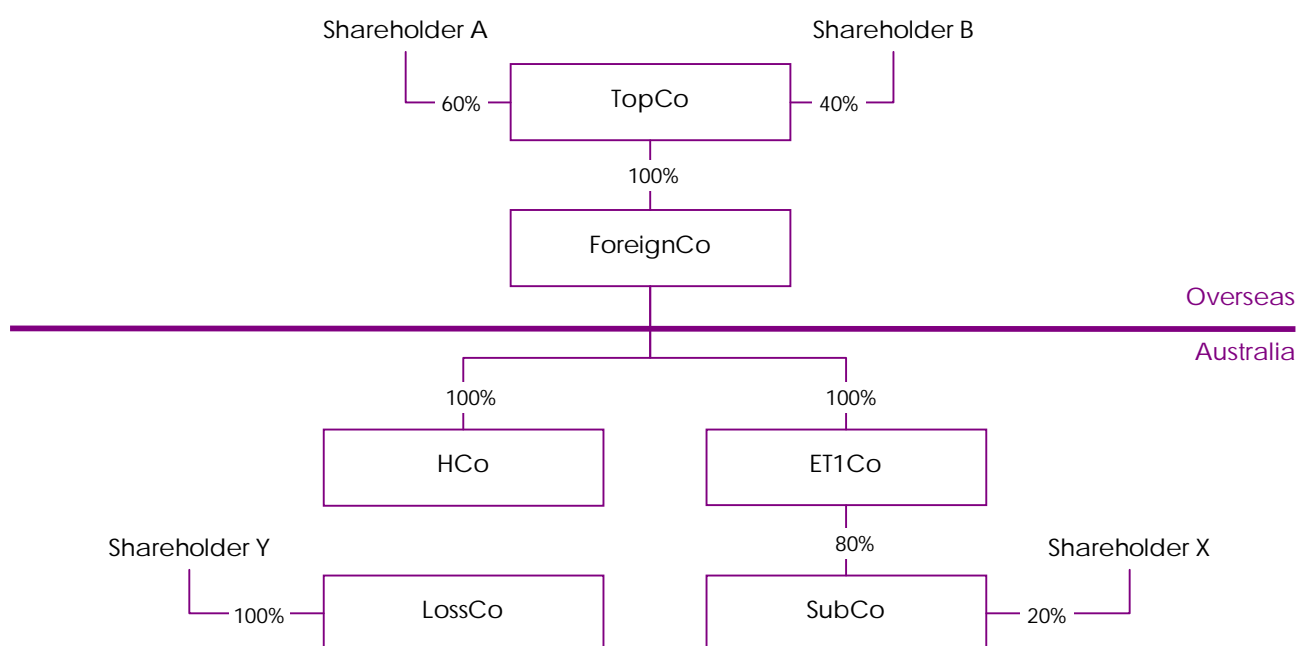 Shareholder A
Shareholder B
60%
TopCo
40%
100%
ForeignCo
Overseas
Australia
100%
100%
HCo
ET1Co
80%
Shareholder Y
Shareholder X
100%
LossCo
SubCo
20%